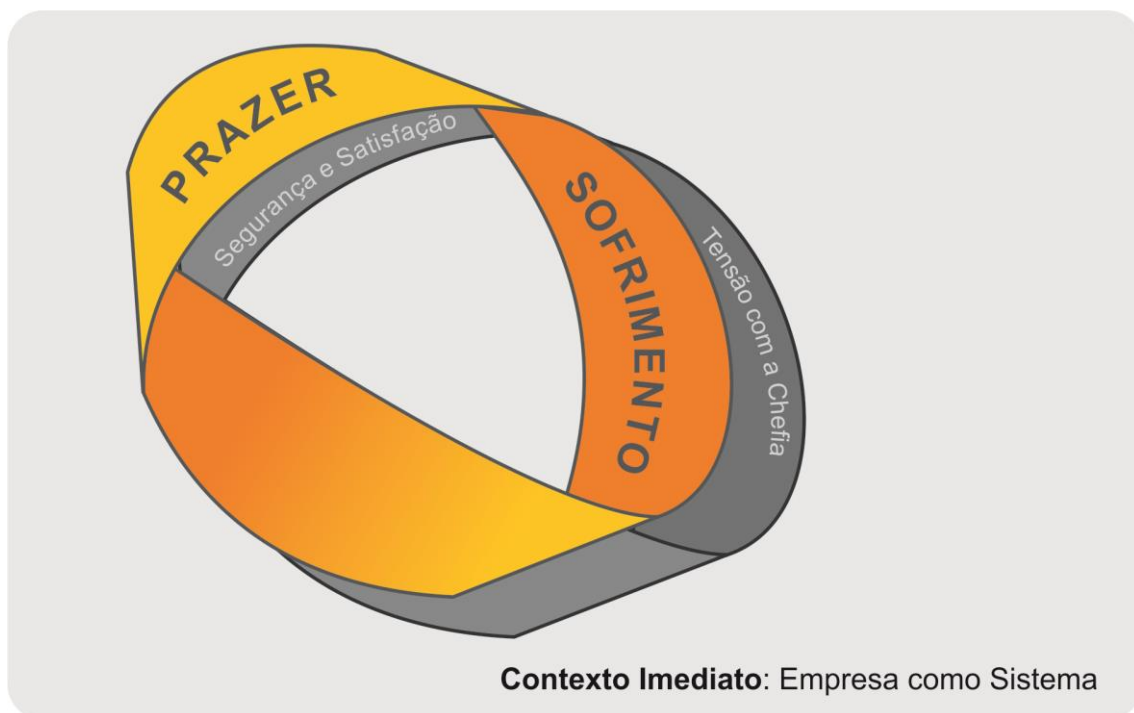 PRAZER
Segurança e Satisfação
SOFRIMENTO
Tensão com a Chefia
Contexto Imediato: Empresa como Sistema